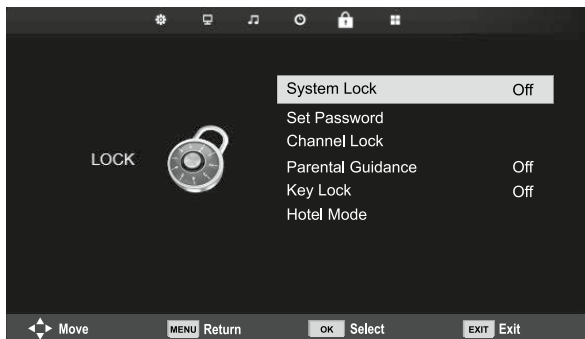 LOCK
System Lock Off
Set Password
Channel Lock
Parental Guidance Off
Key Lock Off
Hotel Mode
Move MENU Return OK Select EXIT Exit